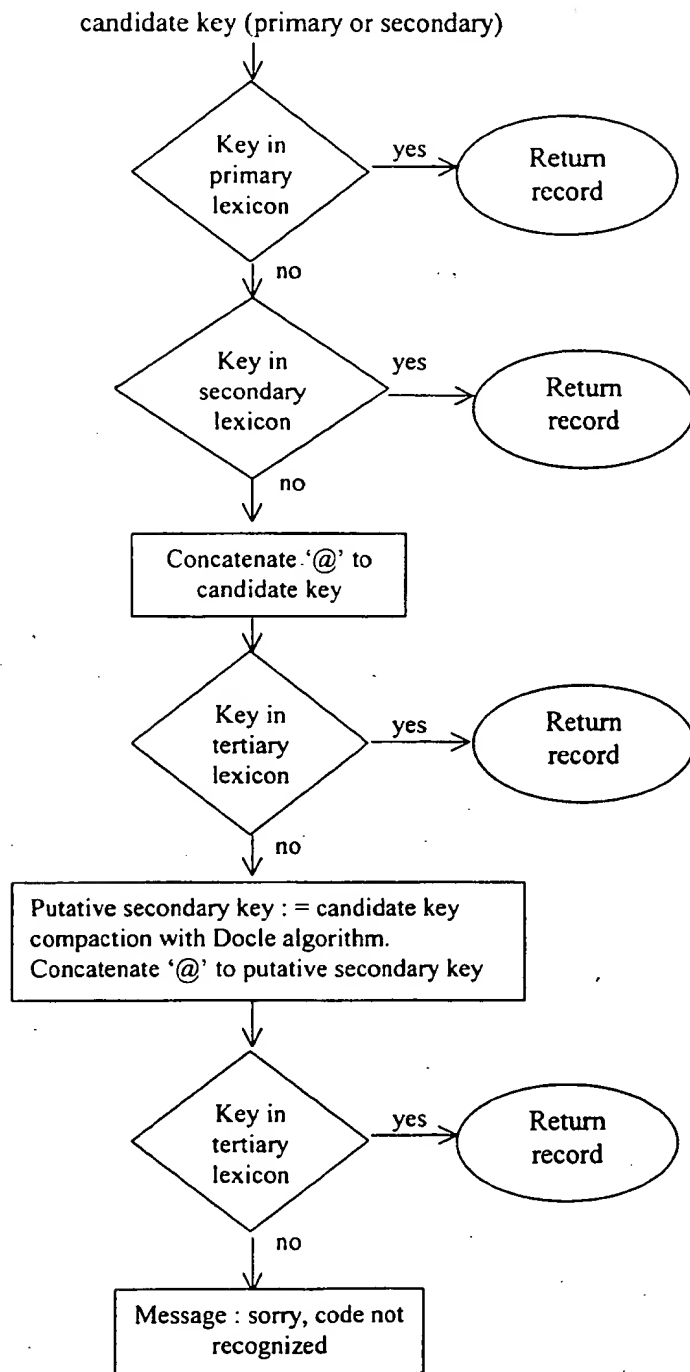 candidate key (primary or secondary)
Key in
primary
lexicon
yes
Return
record
no
Key in
secondary
lexicon
yes
Return
record
no
Concatenate ‘@’ to
candidate key
Key in
tertiary
lexicon
yes
Return
record
no
Putative secondary key : = candidate key
compaction with Docle algorithm.
Concatenate ‘@’ to putative secondary key
Key in
tertiary
lexicon
yes
Return
record
no
Message : sorry, code not
recognized